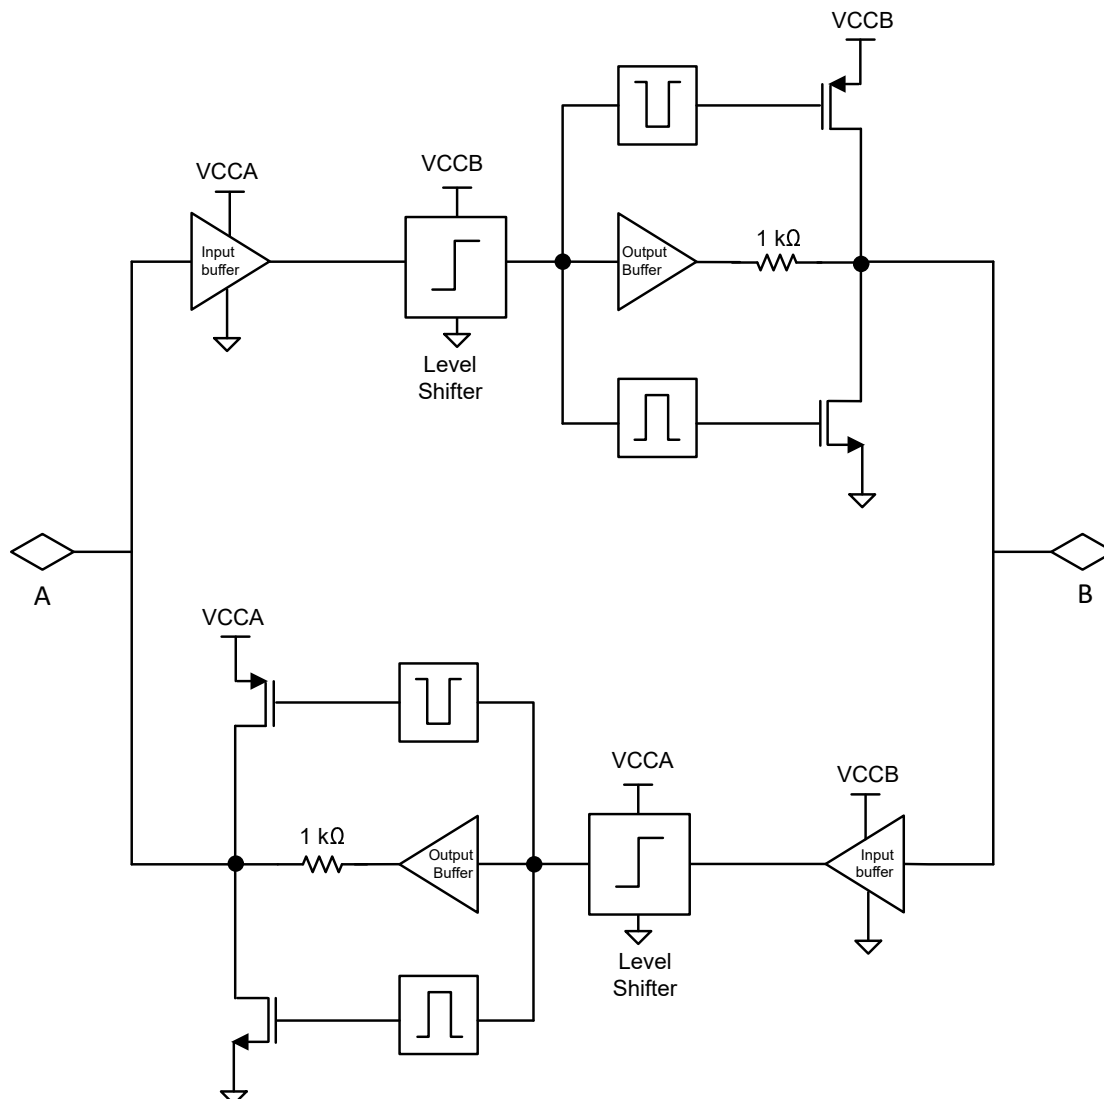 VCCB
VCCA
VCCB
Input
buffer
Output
Buffer
1 kΩ
Level
Shifter
A
B
VCCA
VCCA
VCCB
1 kΩ
Output
Buffer
Input
buffer
Level
Shifter